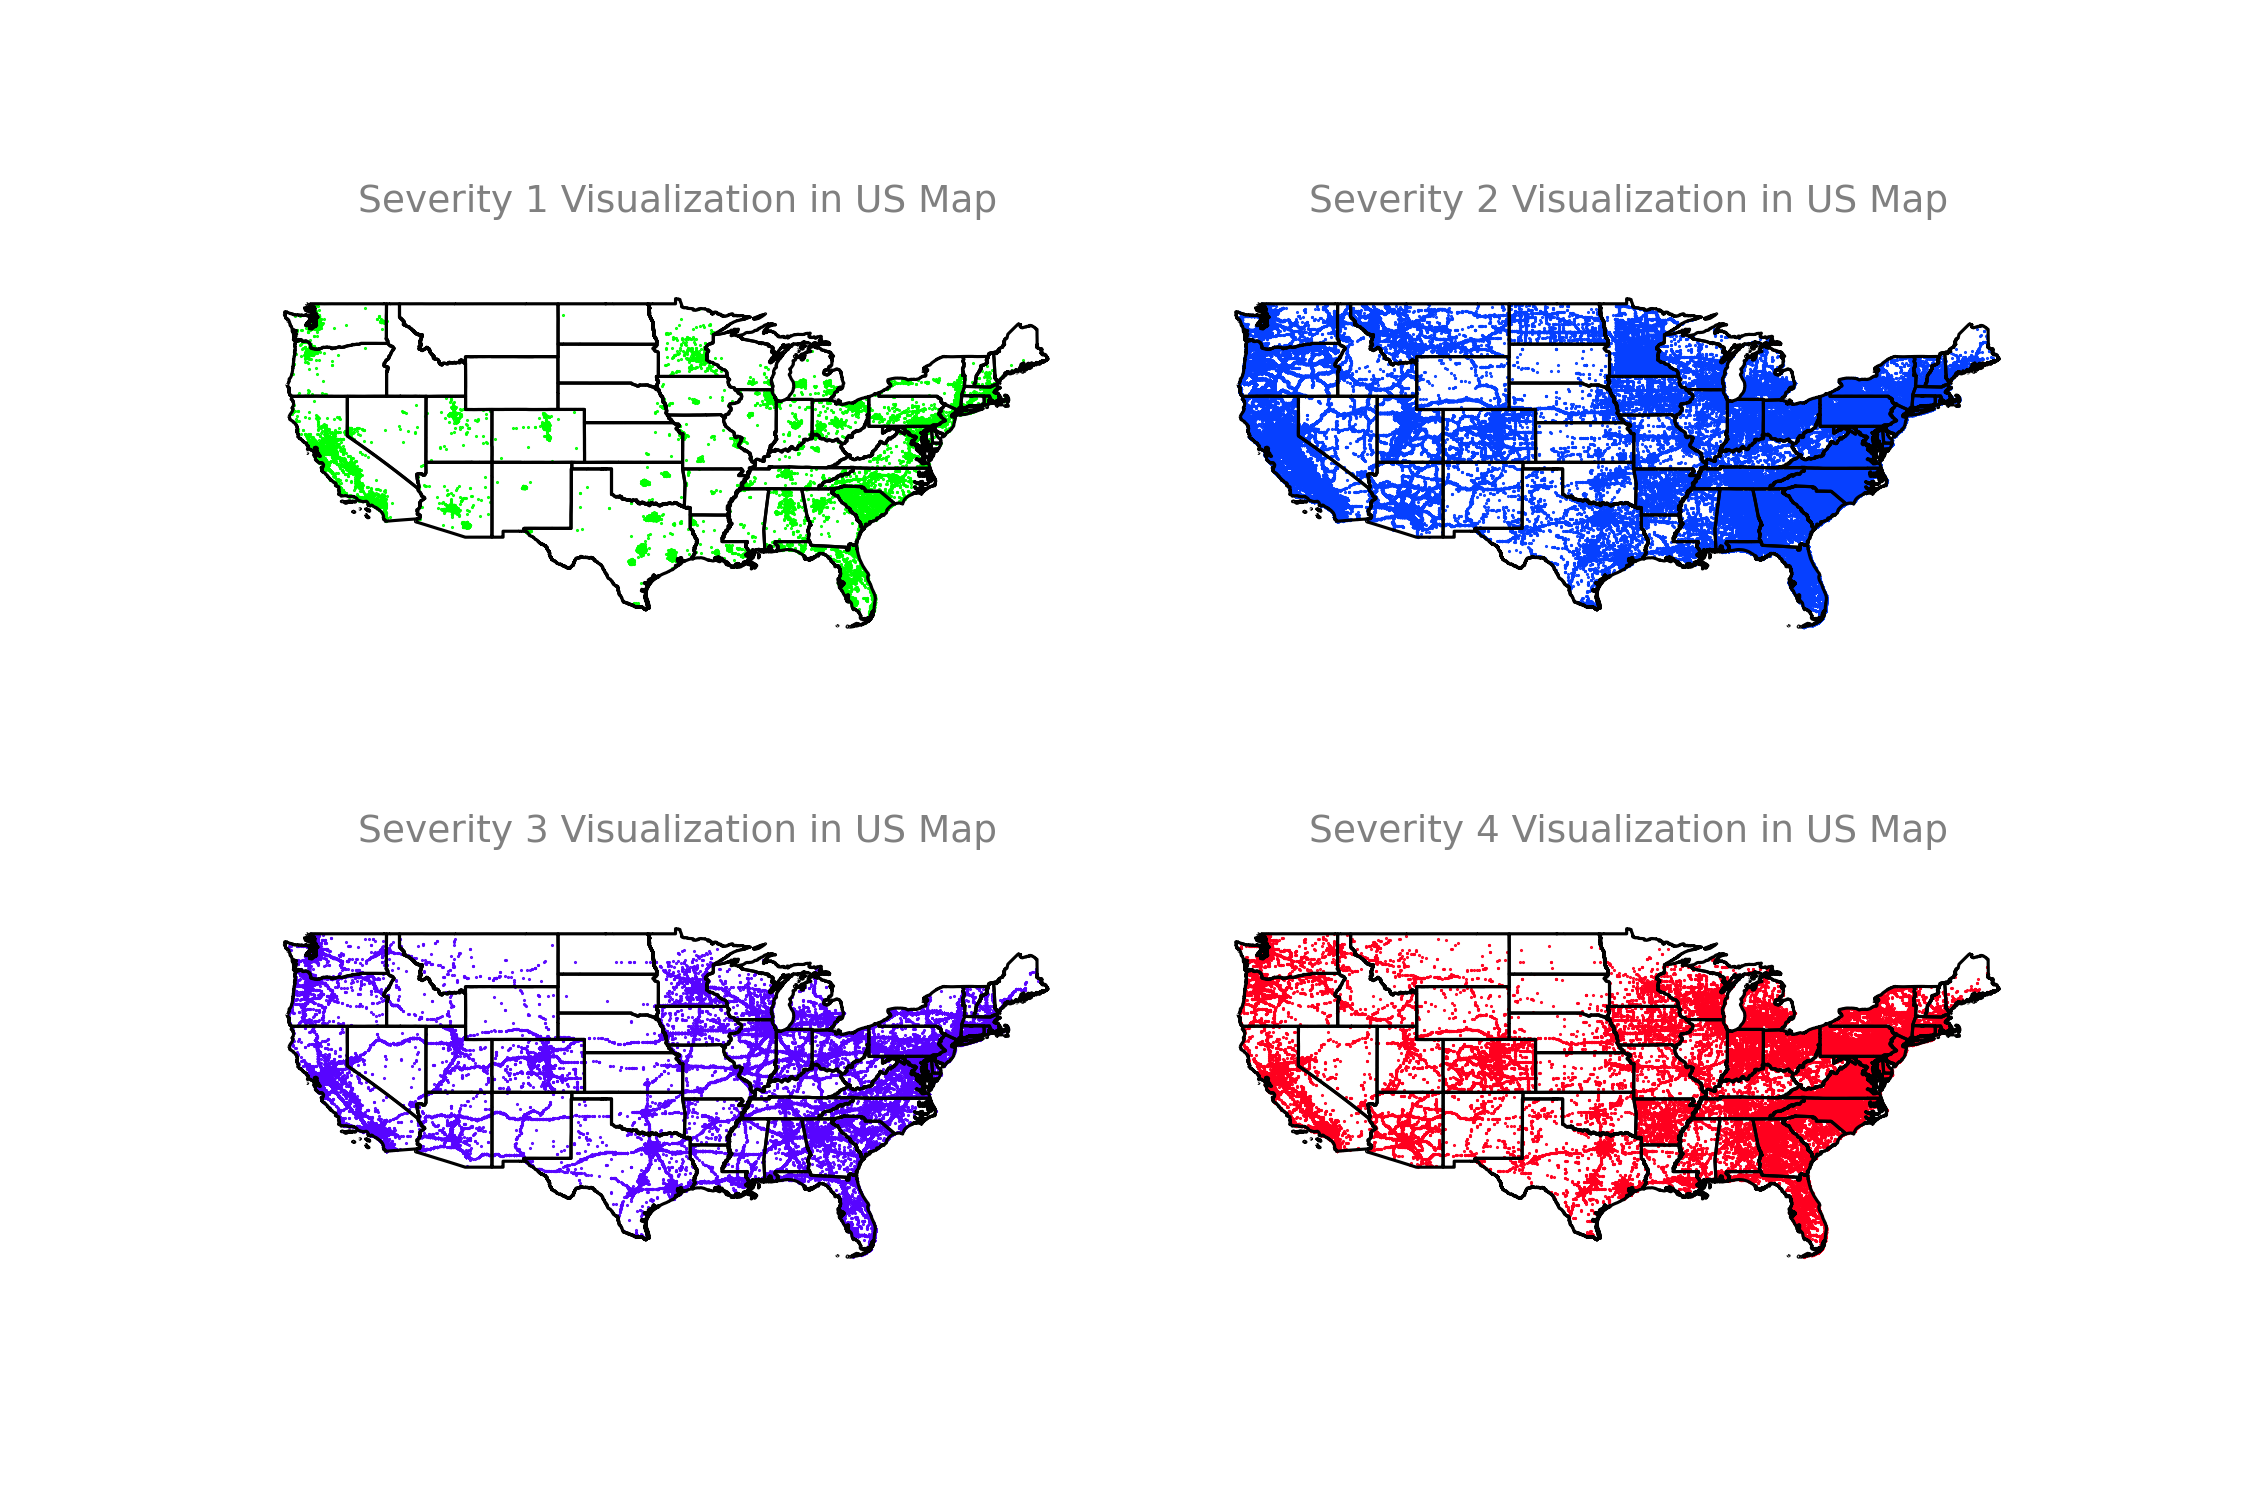 Severity 1 Visualization in US Map
Severity 2 Visualization in US Map
Severity 3 Visualization in US Map
Severity 4 Visualization in US Map